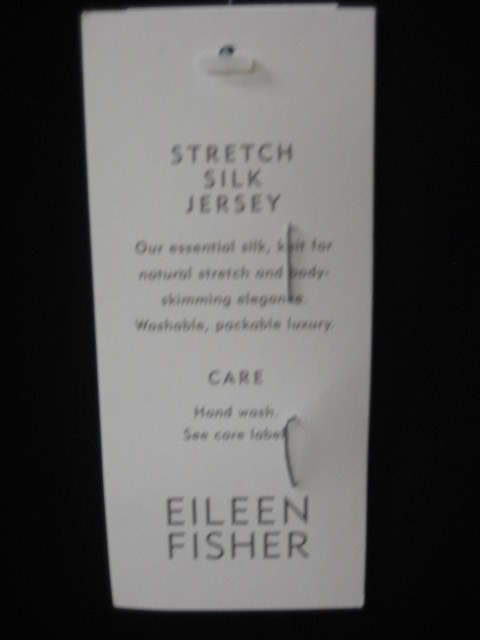 STRETCH
SILK
JERSEY
Our essential silk, knit for
natural stretch and body-
skimming elegance.
Washable, packable luxury.
CARE
Hand wash.
See care label
EILEEN
FISHER